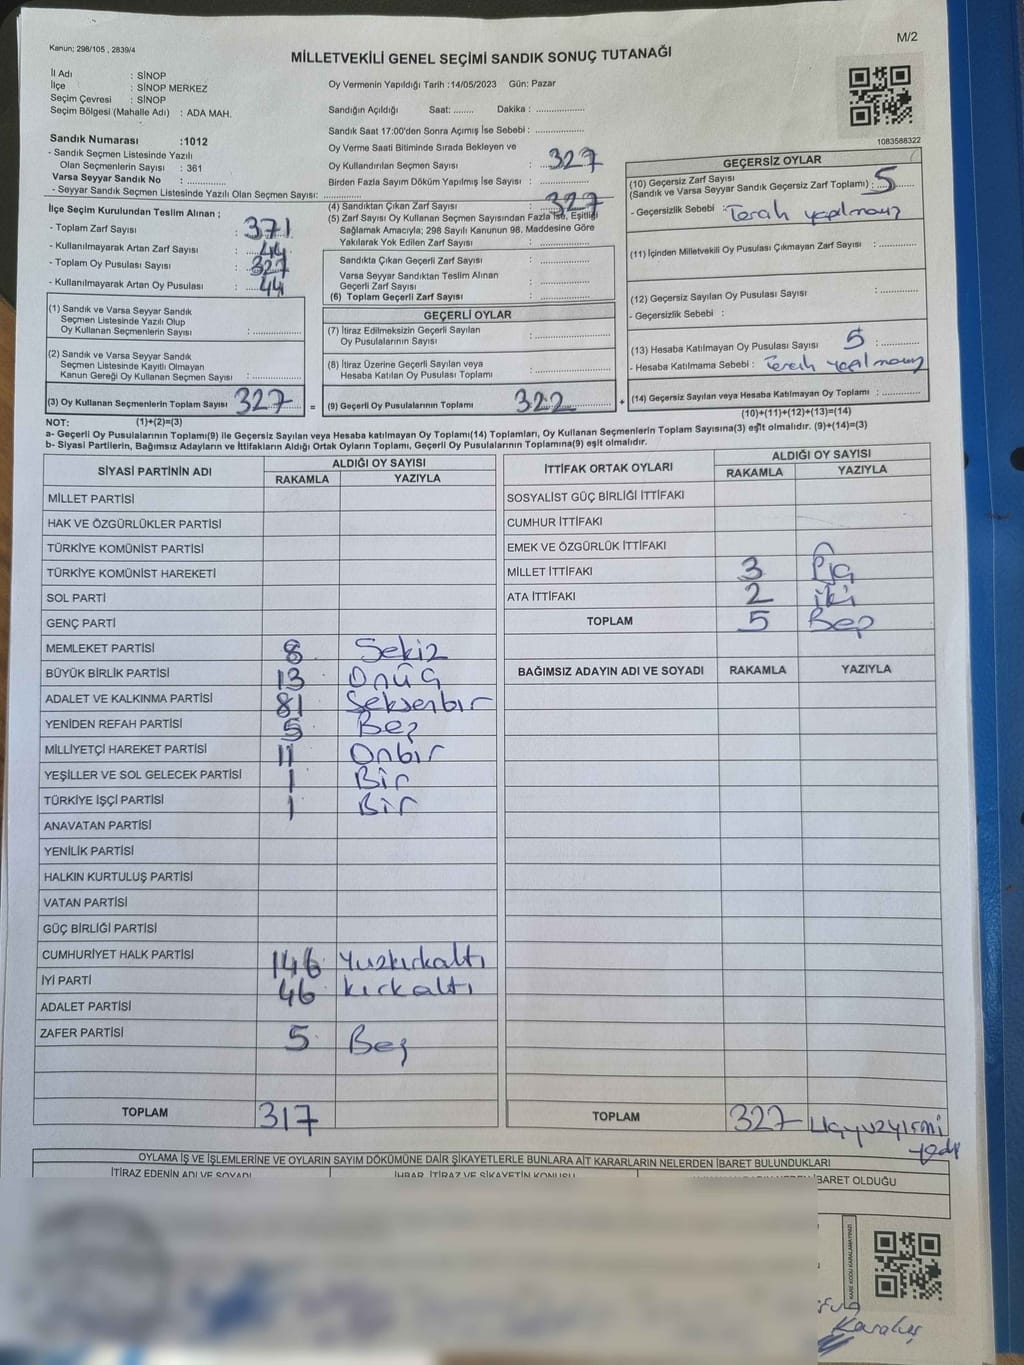 M/2
Kanun; 298/105 , 2839/4
MİLLETVEKİLİ GENEL SEÇİMİ SANDIK SONUÇ TUTANAĞI
İl Adı : SİNOP
İlçe : SİNOP MERKEZ
Seçim Çevresi : SİNOP
Seçim Bölgesi (Mahalle Adı) : ADA MAH.
Sandık Numarası :1012
- Sandık Seçmen Listesinde Yazılı
Olan Seçmenlerin Sayısı : 361
Varsa Seyyar Sandık No : ..............
- Seyyar Sandık Seçmen Listesinde Yazılı Olan Seçmen Sayısı: ..............
Oy Vermenin Yapıldığı Tarih :14/05/2023 Gün: Pazar
Sandığın Açıldığı Saat: ....... Dakika : ..............
Sandık Saat 17:00'den Sonra Açımış İse Sebebi : ..............
Oy Verme Saati Bitiminde Sırada Bekleyen ve
Oy Kullandırılan Seçmen Sayısı : 327
Birden Fazla Sayım Döküm Yapılmış İse Sayısı : ..............
(4) Sandıktan Çıkan Zarf Sayısı : 327
(5) Zarf Sayısı Oy Kullanan Seçmen Sayısından Fazla İse, Eşitliği
Sağlamak Amacıyla; 298 Sayılı Kanunun 98. Maddesine Göre
Yakılarak Yok Edilen Zarf Sayısı : ..............
1083588322
GEÇERSİZ OYLAR
(10) Geçersiz Zarf Sayısı
(Sandık ve Varsa Seyyar Sandık Geçersiz Zarf Toplamı) : 5
- Geçersizlik Sebebi : Tercih yapılmamış
(11) İçinden Milletvekili Oy Pusulası Çıkmayan Zarf Sayısı : ..............
(12) Geçersiz Sayılan Oy Pusulası Sayısı : ..............
- Geçersizlik Sebebi :
(13) Hesaba Katılmayan Oy Pusulası Sayısı : 5
- Hesaba Katılmama Sebebi : Tercih yapılmamış
(14) Geçersiz Sayılan veya Hesaba Katılmayan Oy Toplamı : ..............
(10)+(11)+(12)+(13)=(14)
İlçe Seçim Kurulundan Teslim Alınan ;
- Toplam Zarf Sayısı : 371
- Kullanılmayarak Artan Zarf Sayısı : 44
- Toplam Oy Pusulası Sayısı : 327
- Kullanılmayarak Artan Oy Pusulası : 44
(1) Sandık ve Varsa Seyyar Sandık
Seçmen Listesinde Yazılı Olup
Oy Kullanan Seçmenlerin Sayısı : ..............
(2) Sandık ve Varsa Seyyar Sandık
Seçmen Listesinde Kayıtlı Olmayan
Kanun Gereği Oy Kullanan Seçmen Sayısı : ..............
(3) Oy Kullanan Seçmenlerin Toplam Sayısı 327
Sandıkta Çıkan Geçerli Zarf Sayısı : ..............
Varsa Seyyar Sandıktan Teslim Alınan
Geçerli Zarf Sayısı : ..............
(6) Toplam Geçerli Zarf Sayısı : ..............
GEÇERLİ OYLAR
(7) İtiraz Edilmeksizin Geçerli Sayılan
Oy Pusulalarının Sayısı : ..............
(8) İtiraz Üzerine Geçerli Sayılan veya
Hesaba Katılan Oy Pusulası Toplamı : ..............
= (9) Geçerli Oy Pusulalarının Toplamı 322 +
NOT: (1)+(2)=(3)
a- Geçerli Oy Pusulalarının Toplamı(9) ile Geçersiz Sayılan veya Hesaba katılmayan Oy Toplamı(14) Toplamları, Oy Kullanan Seçmenlerin Toplam Sayısına(3) eşit olmalıdır. (9)+(14)=(3)
b- Siyasi Partilerin, Bağımsız Adayların ve İttifakların Aldığı Ortak Oyların Toplamı, Geçerli Oy Pusulalarının Toplamına(9) eşit olmalıdır.
SİYASİ PARTİNİN ADI ALDIĞI OY SAYISI
RAKAMLA YAZIYLA
MİLLET PARTİSİ
HAK VE ÖZGÜRLÜKLER PARTİSİ
TÜRKİYE KOMÜNİST PARTİSİ
TÜRKİYE KOMÜNİST HAREKETİ
SOL PARTİ
GENÇ PARTİ
MEMLEKET PARTİSİ 8 Sekiz
BÜYÜK BİRLİK PARTİSİ 13 Onüç
ADALET VE KALKINMA PARTİSİ 81 Seksenbir
YENİDEN REFAH PARTİSİ 5 Beş
MİLLİYETÇİ HAREKET PARTİSİ 11 Onbir
YEŞİLLER VE SOL GELECEK PARTİSİ 1 Bir
TÜRKİYE İŞÇİ PARTİSİ 1 Bir
ANAVATAN PARTİSİ
YENİLİK PARTİSİ
HALKIN KURTULUŞ PARTİSİ
VATAN PARTİSİ
GÜÇ BİRLİĞİ PARTİSİ
CUMHURİYET HALK PARTİSİ 146 Yuzkırkaltı
İYİ PARTİ 46 kırkaltı
ADALET PARTİSİ
ZAFER PARTİSİ 5 Beş
TOPLAM 317
İTTİFAK ORTAK OYLARI ALDIĞI OY SAYISI
RAKAMLA YAZIYLA
SOSYALİST GÜÇ BİRLİĞİ İTTİFAKI
CUMHUR İTTİFAKI
EMEK VE ÖZGÜRLÜK İTTİFAKI
MİLLET İTTİFAKI 3
ATA İTTİFAKI 2 iki
TOPLAM 5 Beş
BAĞIMSIZ ADAYIN ADI VE SOYADI RAKAMLA YAZIYLA
TOPLAM 327 Uçyuzyirmi
yedi
OYLAMA İŞ VE İŞLEMLERİNE VE OYLARIN SAYIM DÖKÜMÜNE DAİR ŞİKAYETLERLE BUNLARA AİT KARARLARIN NELERDEN İBARET BULUNDUKLARI
İTİRAZ EDENİN ADI VE SOYADI İHBAR, İTİRAZ VE ŞİKAYETİN KONUSU İBARET OLDUĞU
KARE KODU KARALAMAYINIZ!